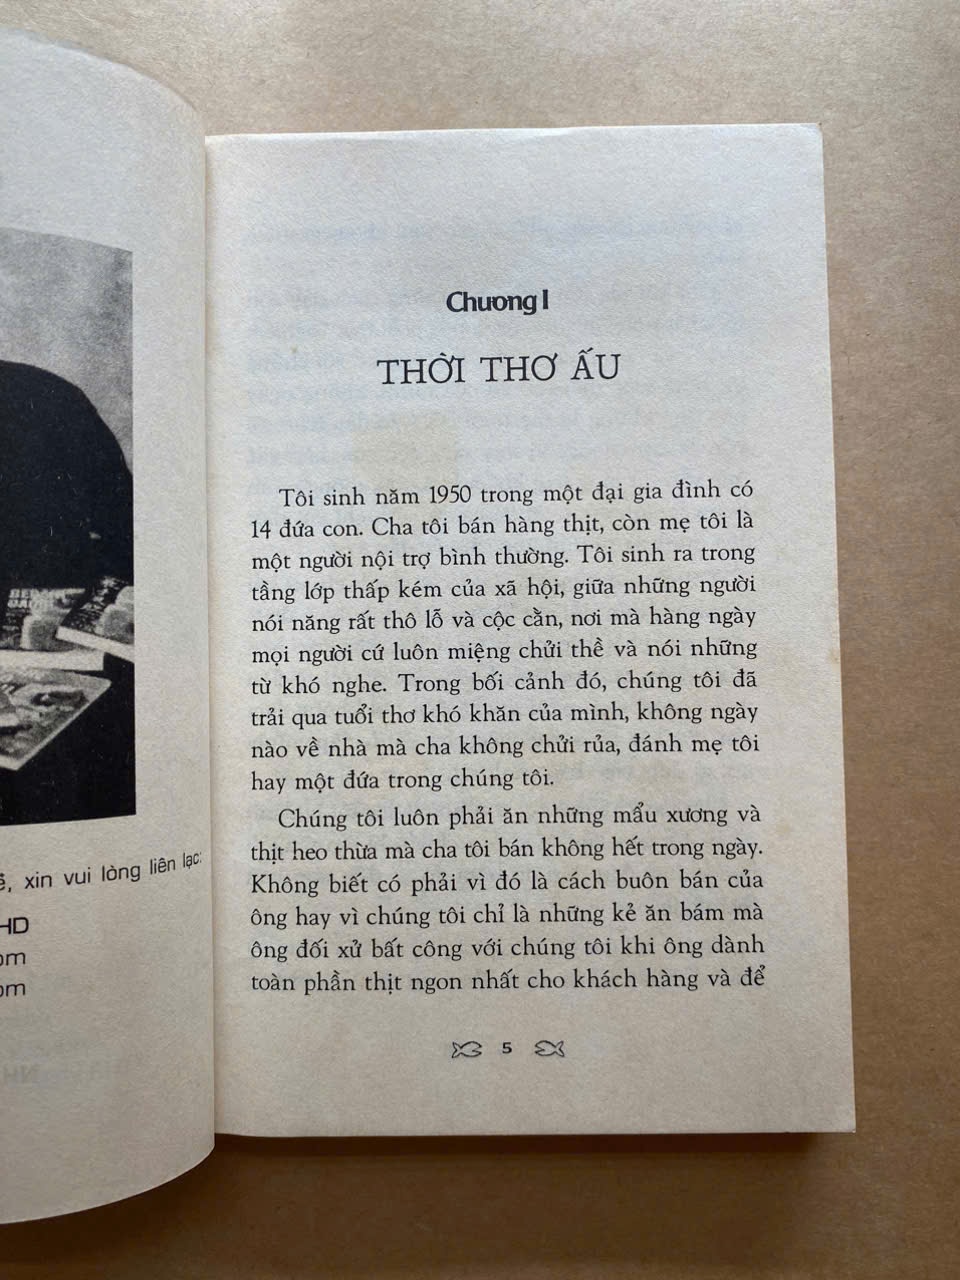 ề, xin vui lòng liên lạc:
HD
om
om
Chương I
THỜI THƠ ẤU
Tôi sinh năm 1950 trong một đại gia đình có
14 đứa con. Cha tôi bán hàng thịt, còn mẹ tôi là
một người nội trợ bình thường. Tôi sinh ra trong
tầng lớp thấp kém của xã hội, giữa những người
nói năng rất thô lỗ và cộc cằn, nơi mà hàng ngày
mọi người cứ luôn miệng chửi thề và nói những
từ khó nghe. Trong bối cảnh đó, chúng tôi đã
trải qua tuổi thơ khó khăn của mình, không ngày
nào về nhà mà cha không chửi rủa, đánh mẹ tôi
hay một đứa trong chúng tôi.
Chúng tôi luôn phải ăn những mẩu xương và
thịt heo thừa mà cha tôi bán không hết trong ngày.
Không biết có phải vì đó là cách buôn bán của
ông hay vì chúng tôi chỉ là những kẻ ăn bám mà
ông đối xử bất công với chúng tôi khi ông dành
toàn phần thịt ngon nhất cho khách hàng và để
5